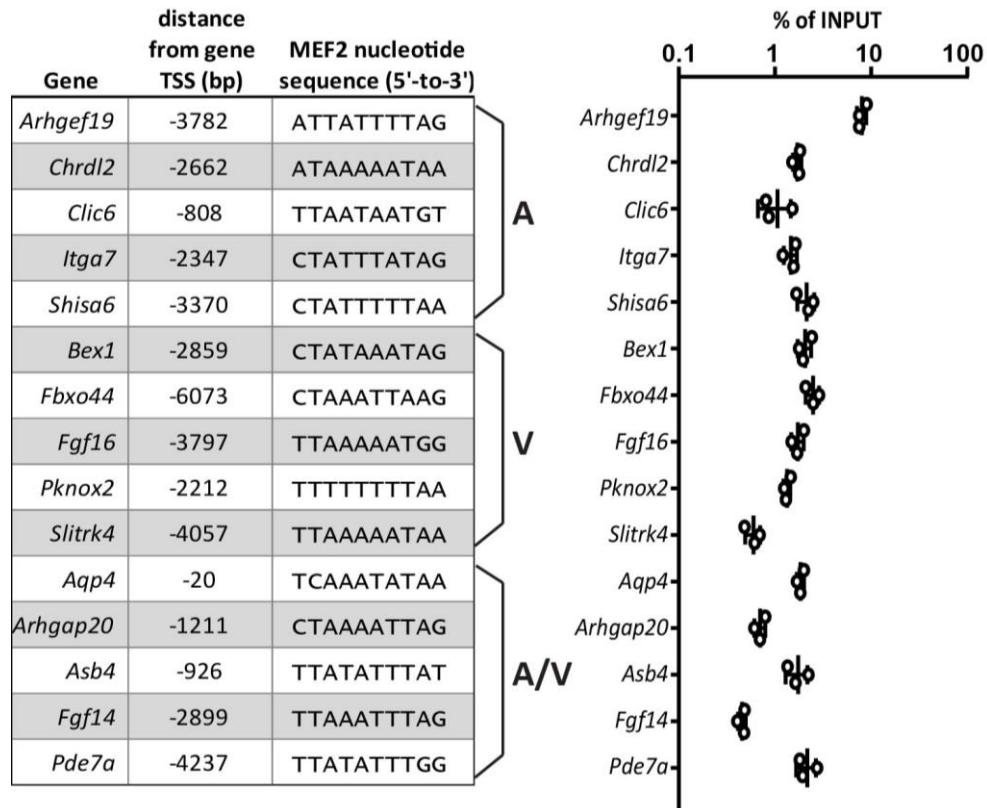 Gene distance from gene TSS (bp) MEF2 nucleotide sequence (5'-to-3')
Arhgef19 -3782 ATTATTTTAG
Chrdl2 -2662 ATAAAAATAA
Clic6 -808 TTAATAATGT
Itga7 -2347 CTATTTATAG
Shisa6 -3370 CTATTTTTAA
A
Bex1 -2859 CTATAAATAG
Fbxo44 -6073 CTAAATTAAG
Fgf16 -3797 TTAAAAATGG
Pknox2 -2212 TTTTTTTTAA
Slitrk4 -4057 TTAAAAATAA
V
Aqp4 -20 TCAAATATAA
Arhgap20 -1211 CTAAAATTAG
Asb4 -926 TTATATTTAT
Fgf14 -2899 TTAAATTTAG
Pde7a -4237 TTATATTTGG
A/V
% of INPUT
0.1 1 10 100
Arhgef19
Chrdl2
Clic6
Itga7
Shisa6
Bex1
Fbxo44
Fgf16
Pknox2
Slitrk4
Aqp4
Arhgap20
Asb4
Fgf14
Pde7a